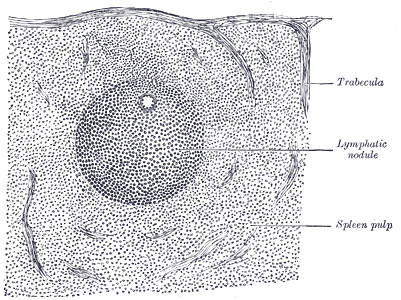 Trabecula
Lymphatic
nodule
Spleen pulp